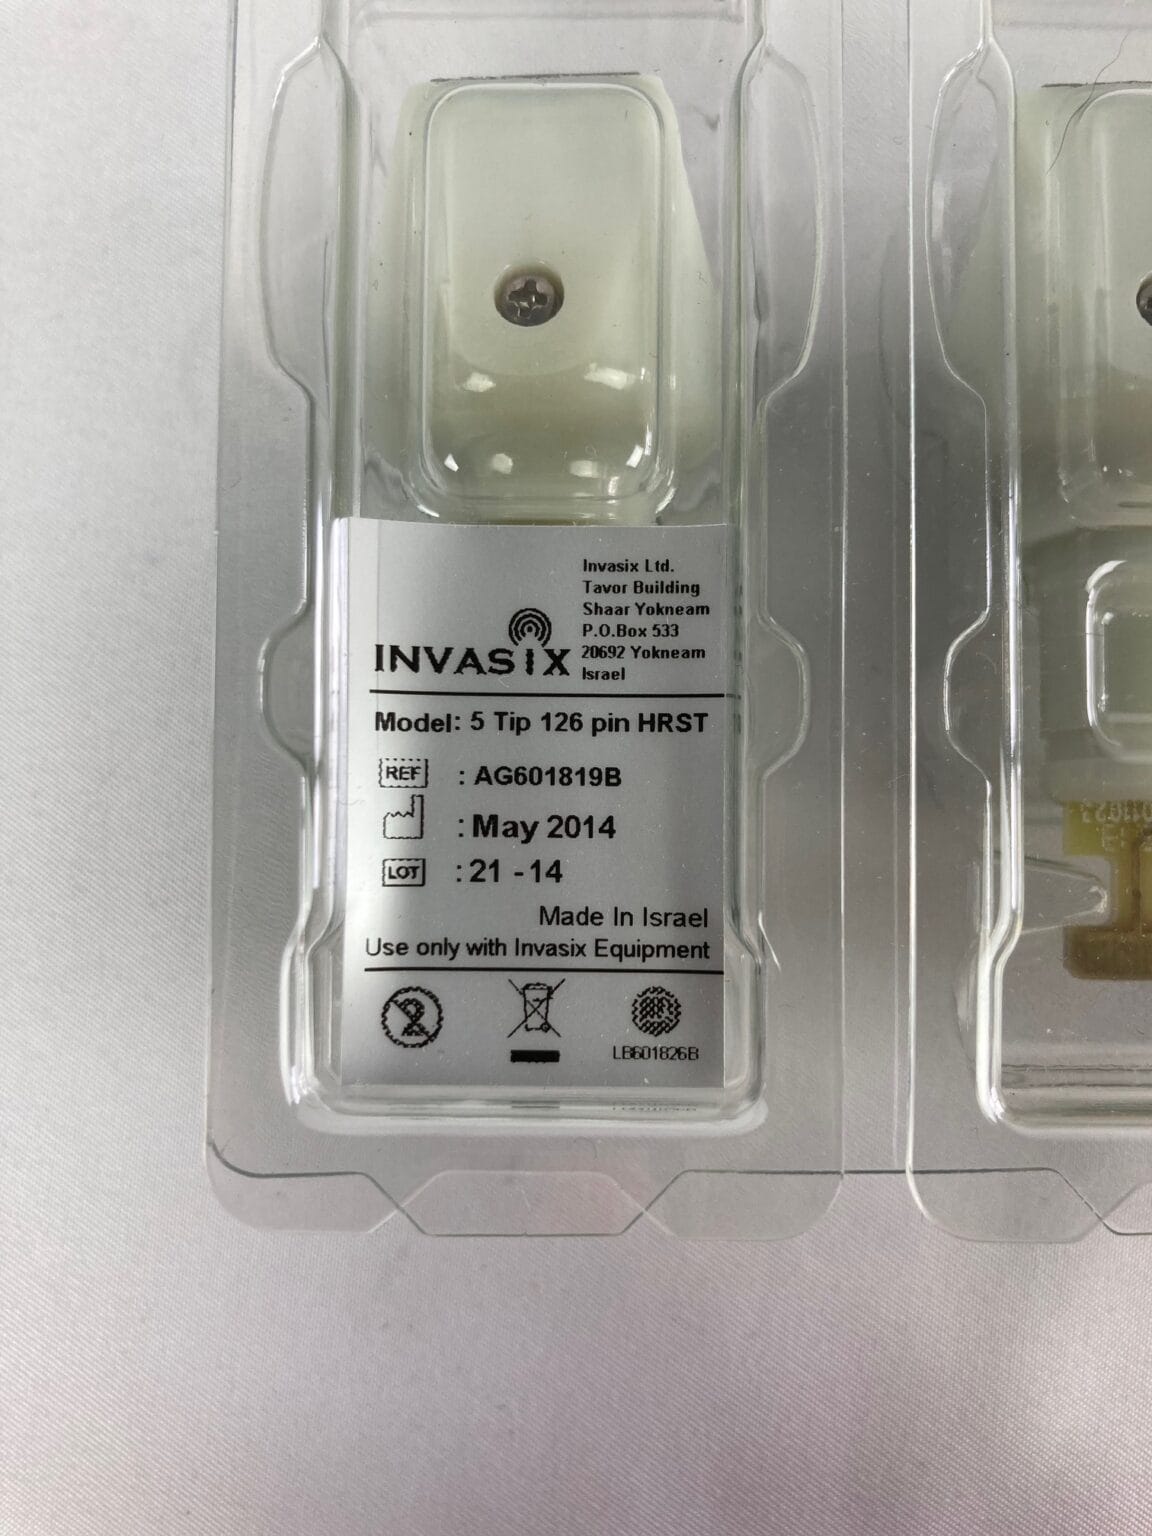 Invasix Ltd.
Tavor Building
Shaar Yokneam
P.O.Box 533
20692 Yokneam
Israel
INVASIX
Model: 5 Tip 126 pin HRST
REF : AG601819B
: May 2014
LOT : 21 - 14
Made In Israel
Use only with Invasix Equipment
2
LB601826B